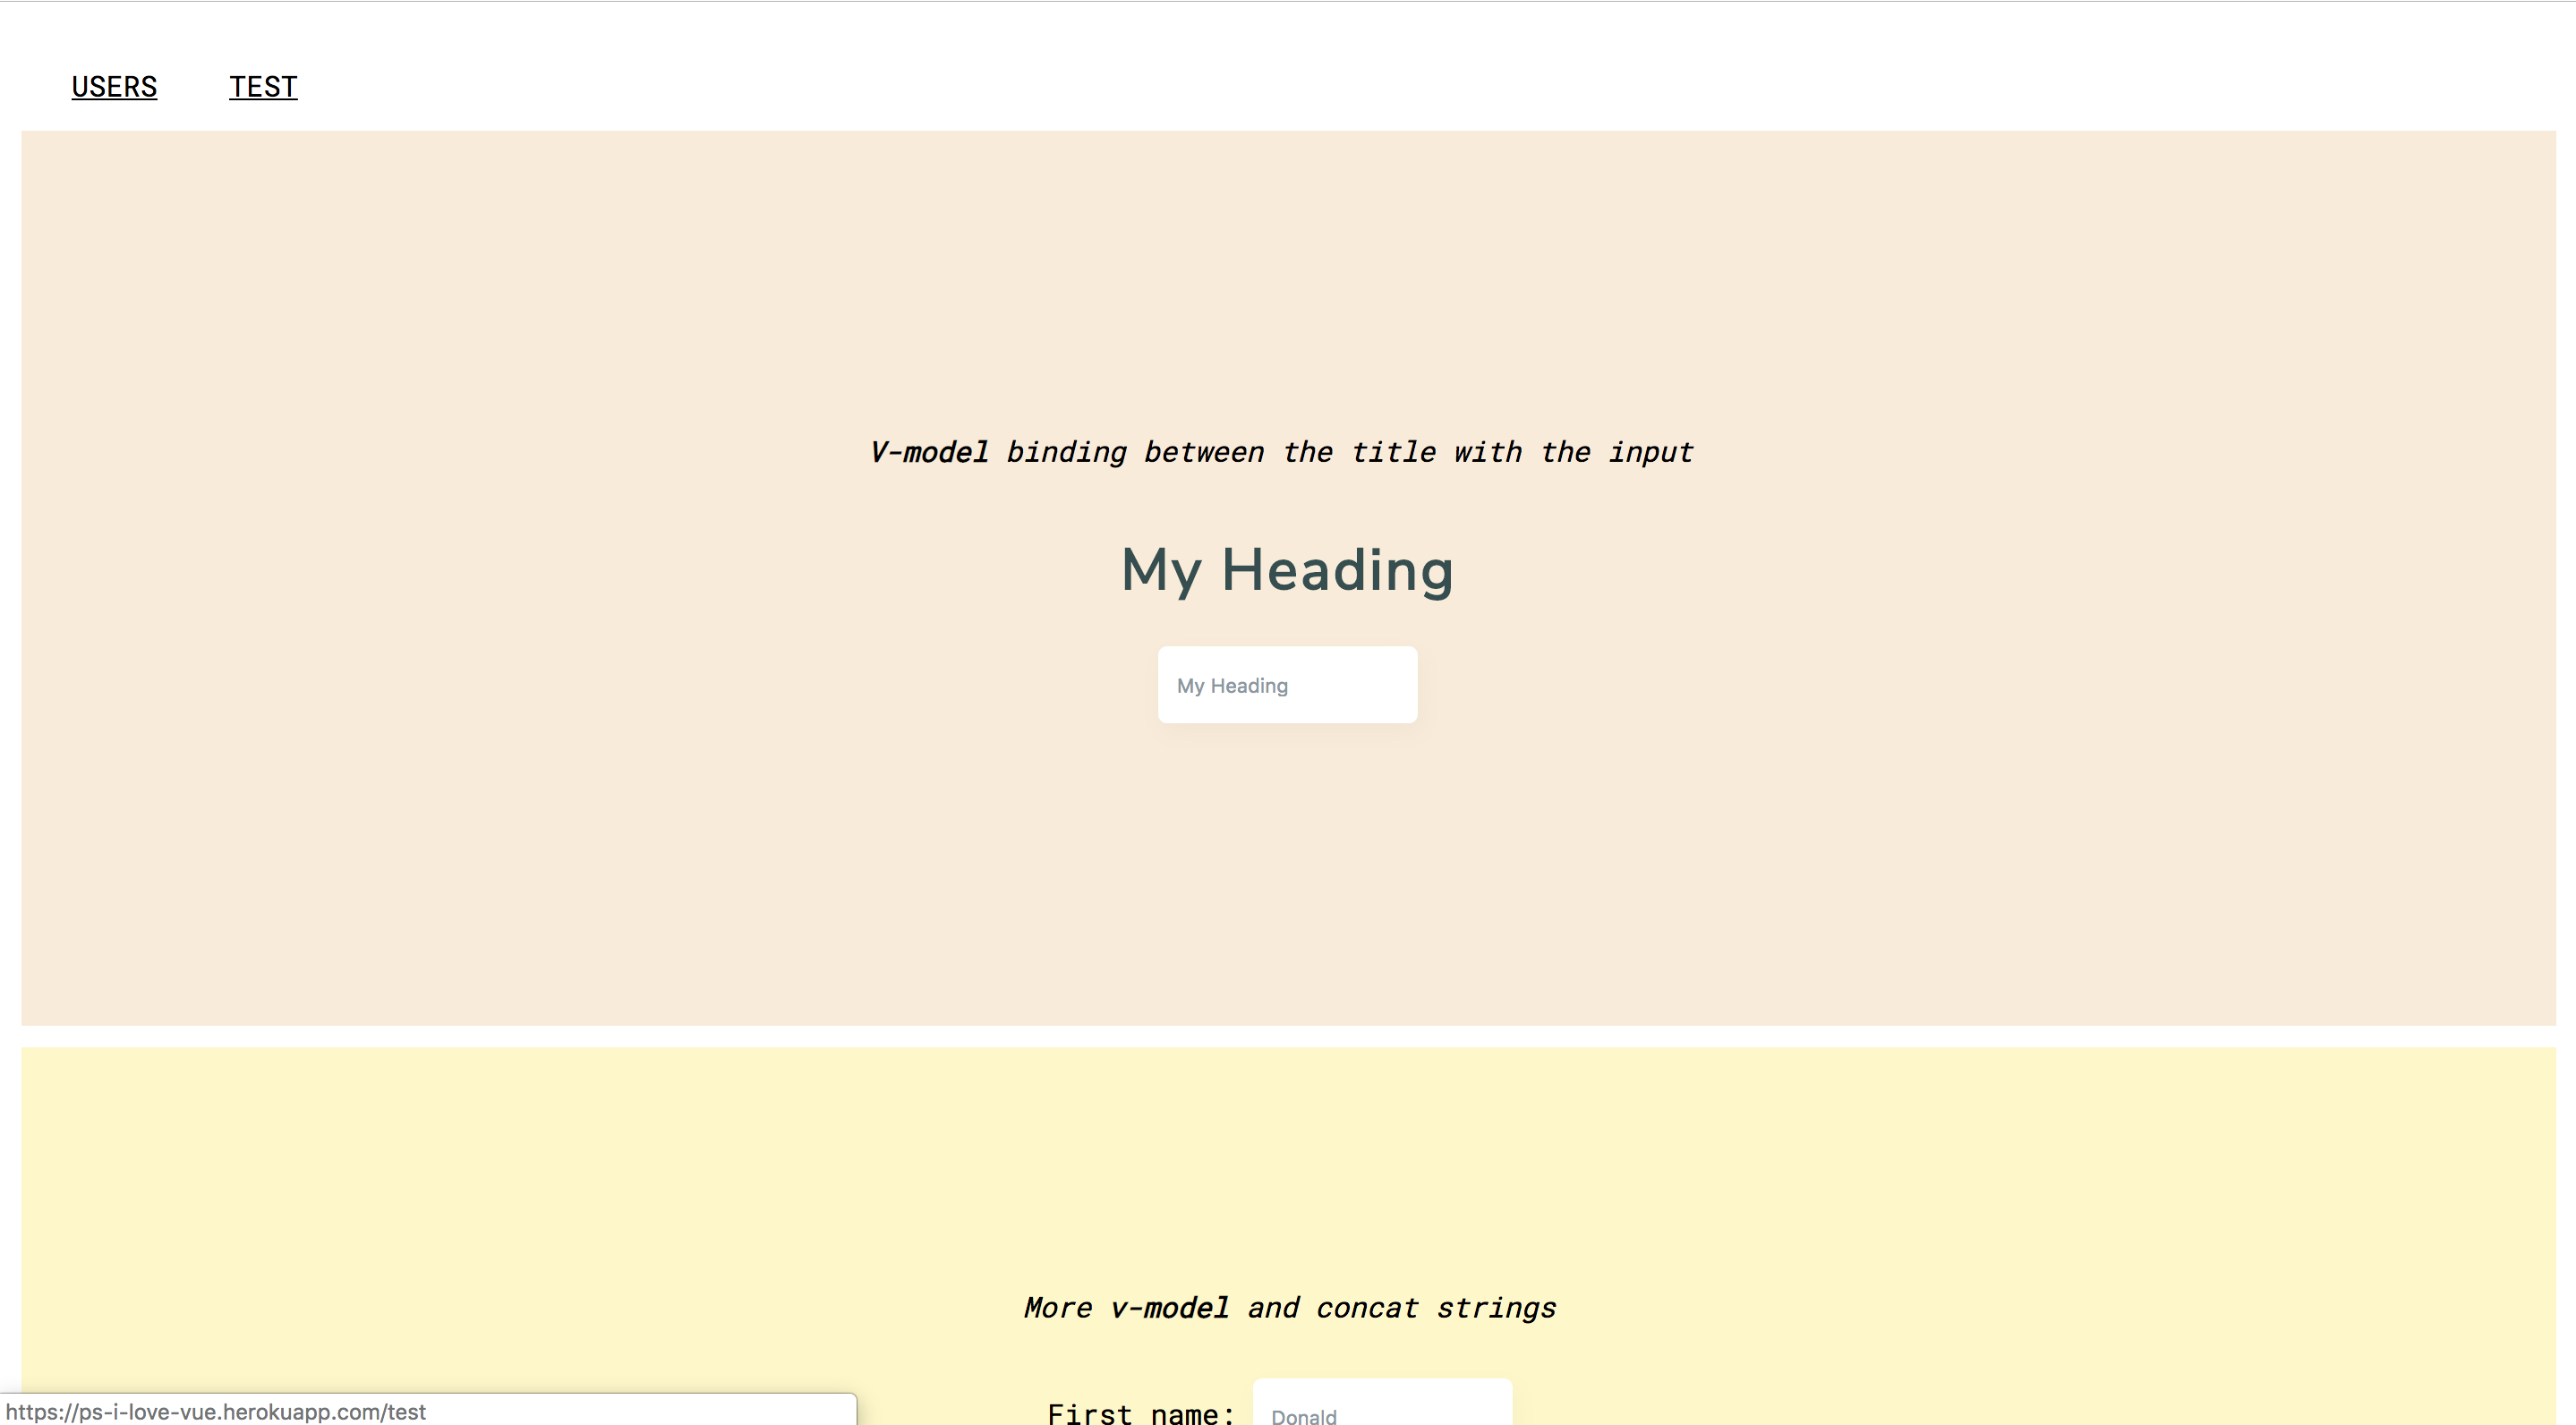 USERS TEST
V-model binding between the title with the input
My Heading
My Heading
More v-model and concat strings
First name: Donald
https://ps-i-love-vue.herokuapp.com/test